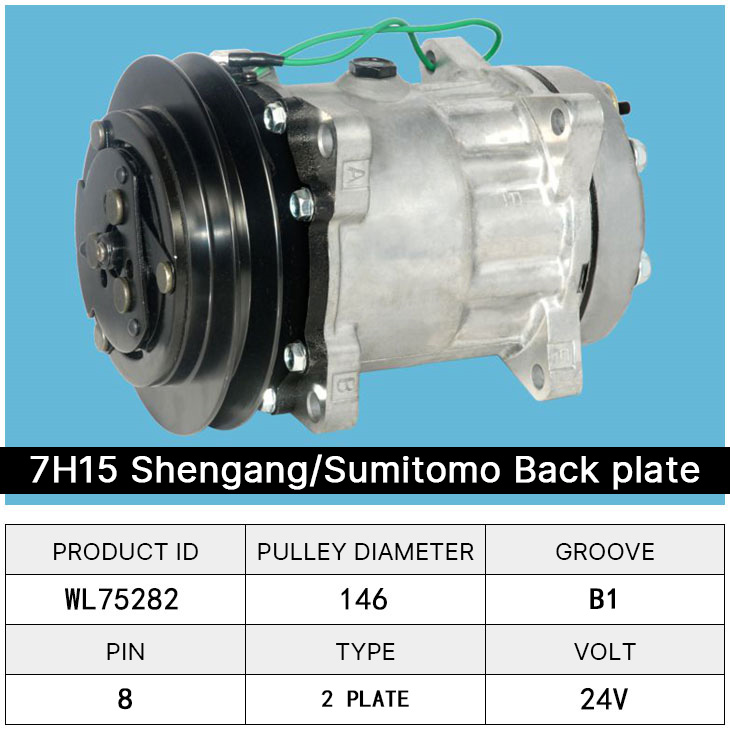 A
B
E
7H15 Shengang/Sumitomo Back plate
PRODUCT ID PULLEY DIAMETER GROOVE
WL75282 146 B1
PIN TYPE VOLT
8 2 PLATE 24V